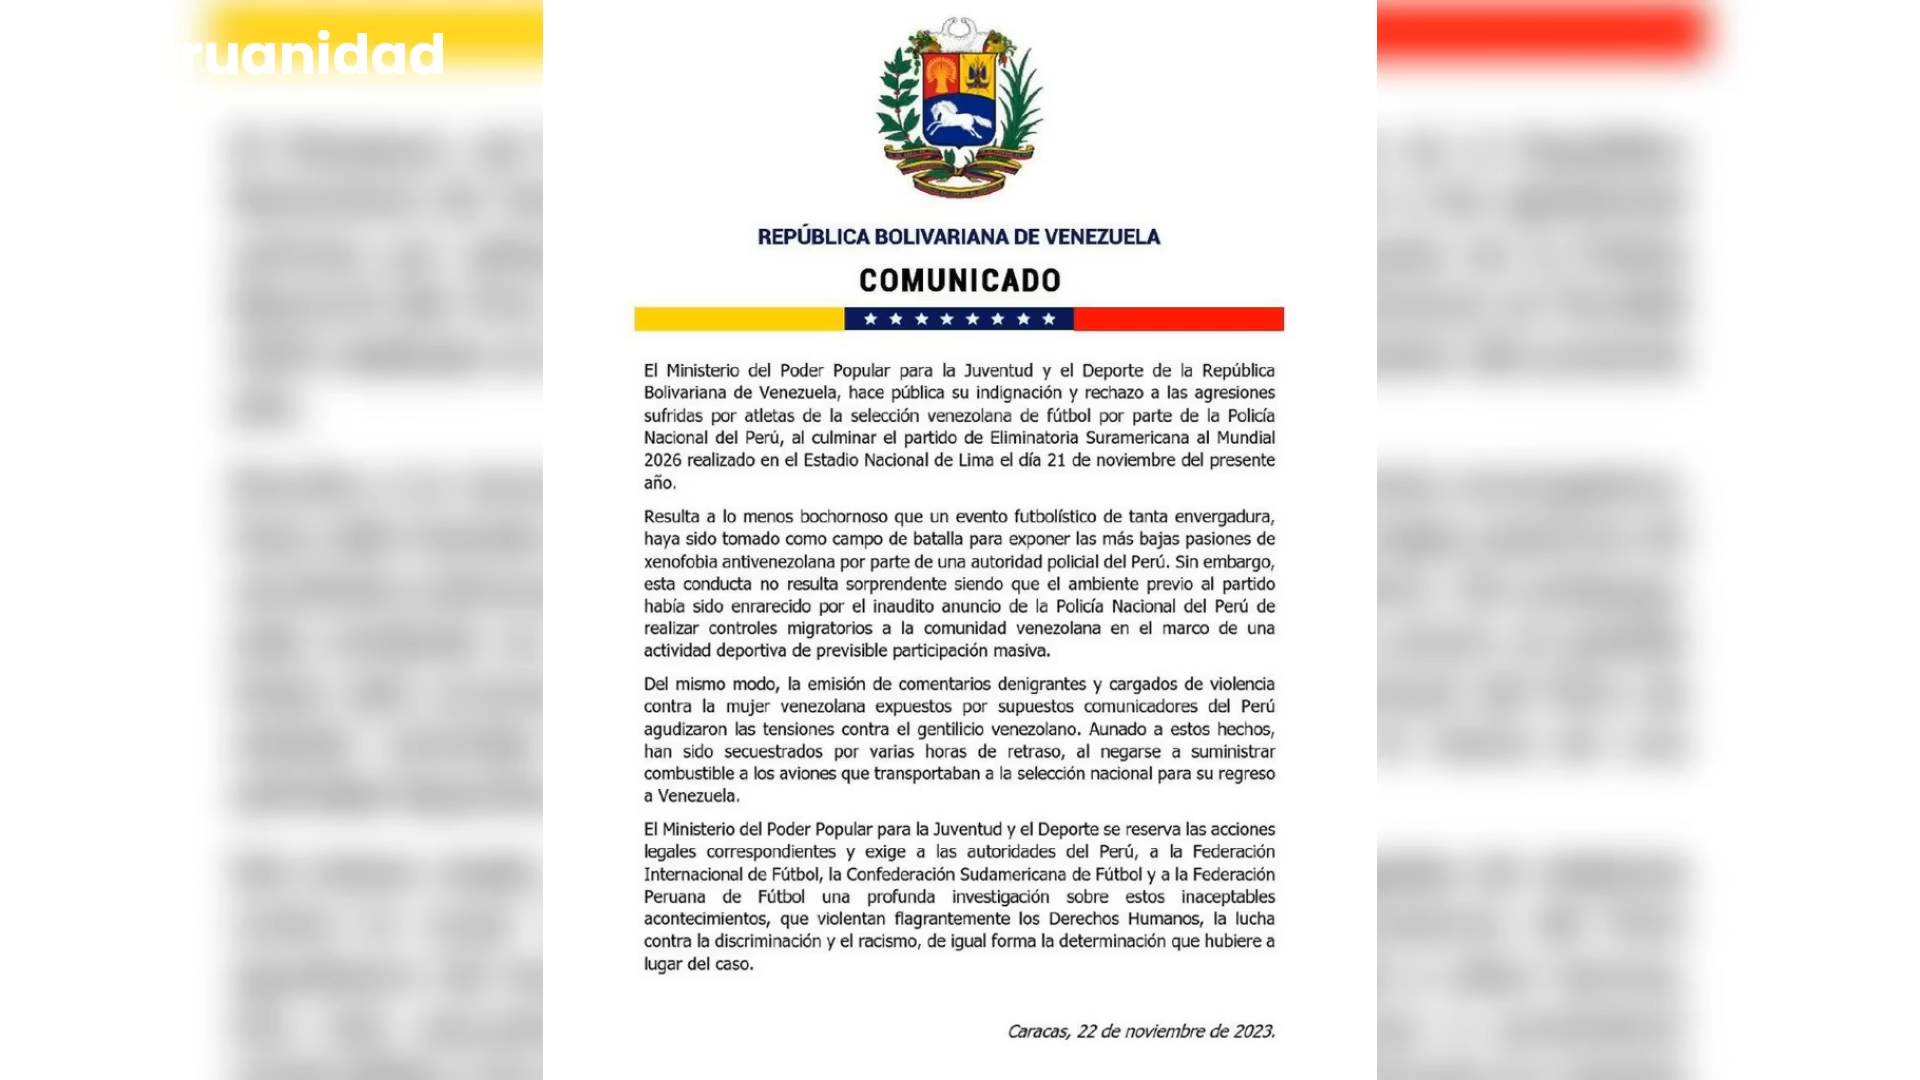 ruanidad
REPÚBLICA BOLIVARIANA DE VENEZUELA
COMUNICADO
El Ministerio del Poder Popular para la Juventud y el Deporte de la República
Bolivariana de Venezuela, hace pública su indignación y rechazo a las agresiones
sufridas por atletas de la selección venezolana de fútbol por parte de la Policía
Nacional del Perú, al culminar el partido de Eliminatoria Suramericana al Mundial
2026 realizado en el Estadio Nacional de Lima el día 21 de noviembre del presente
año.
Resulta a lo menos bochornoso que un evento futbolístico de tanta envergadura,
haya sido tomado como campo de batalla para exponer las más bajas pasiones de
xenofobia antivenezolana por parte de una autoridad policial del Perú. Sin embargo,
esta conducta no resulta sorprendente siendo que el ambiente previo al partido
había sido enrarecido por el inaudito anuncio de la Policía Nacional del Perú de
realizar controles migratorios a la comunidad venezolana en el marco de una
actividad deportiva de previsible participación masiva.
Del mismo modo, la emisión de comentarios denigrantes y cargados de violencia
contra la mujer venezolana expuestos por supuestos comunicadores del Perú
agudizaron las tensiones contra el gentilicio venezolano. Aunado a estos hechos,
han sido secuestrados por varias horas de retraso, al negarse a suministrar
combustible a los aviones que transportaban a la selección nacional para su regreso
a Venezuela.
El Ministerio del Poder Popular para la Juventud y el Deporte se reserva las acciones
legales correspondientes y exige a las autoridades del Perú, a la Federación
Internacional de Fútbol, la Confederación Sudamericana de Fútbol y a la Federación
Peruana de Fútbol una profunda investigación sobre estos inaceptables
acontecimientos, que violentan flagrantemente los Derechos Humanos, la lucha
contra la discriminación y el racismo, de igual forma la determinación que hubiere a
lugar del caso.
Caracas, 22 de noviembre de 2023.